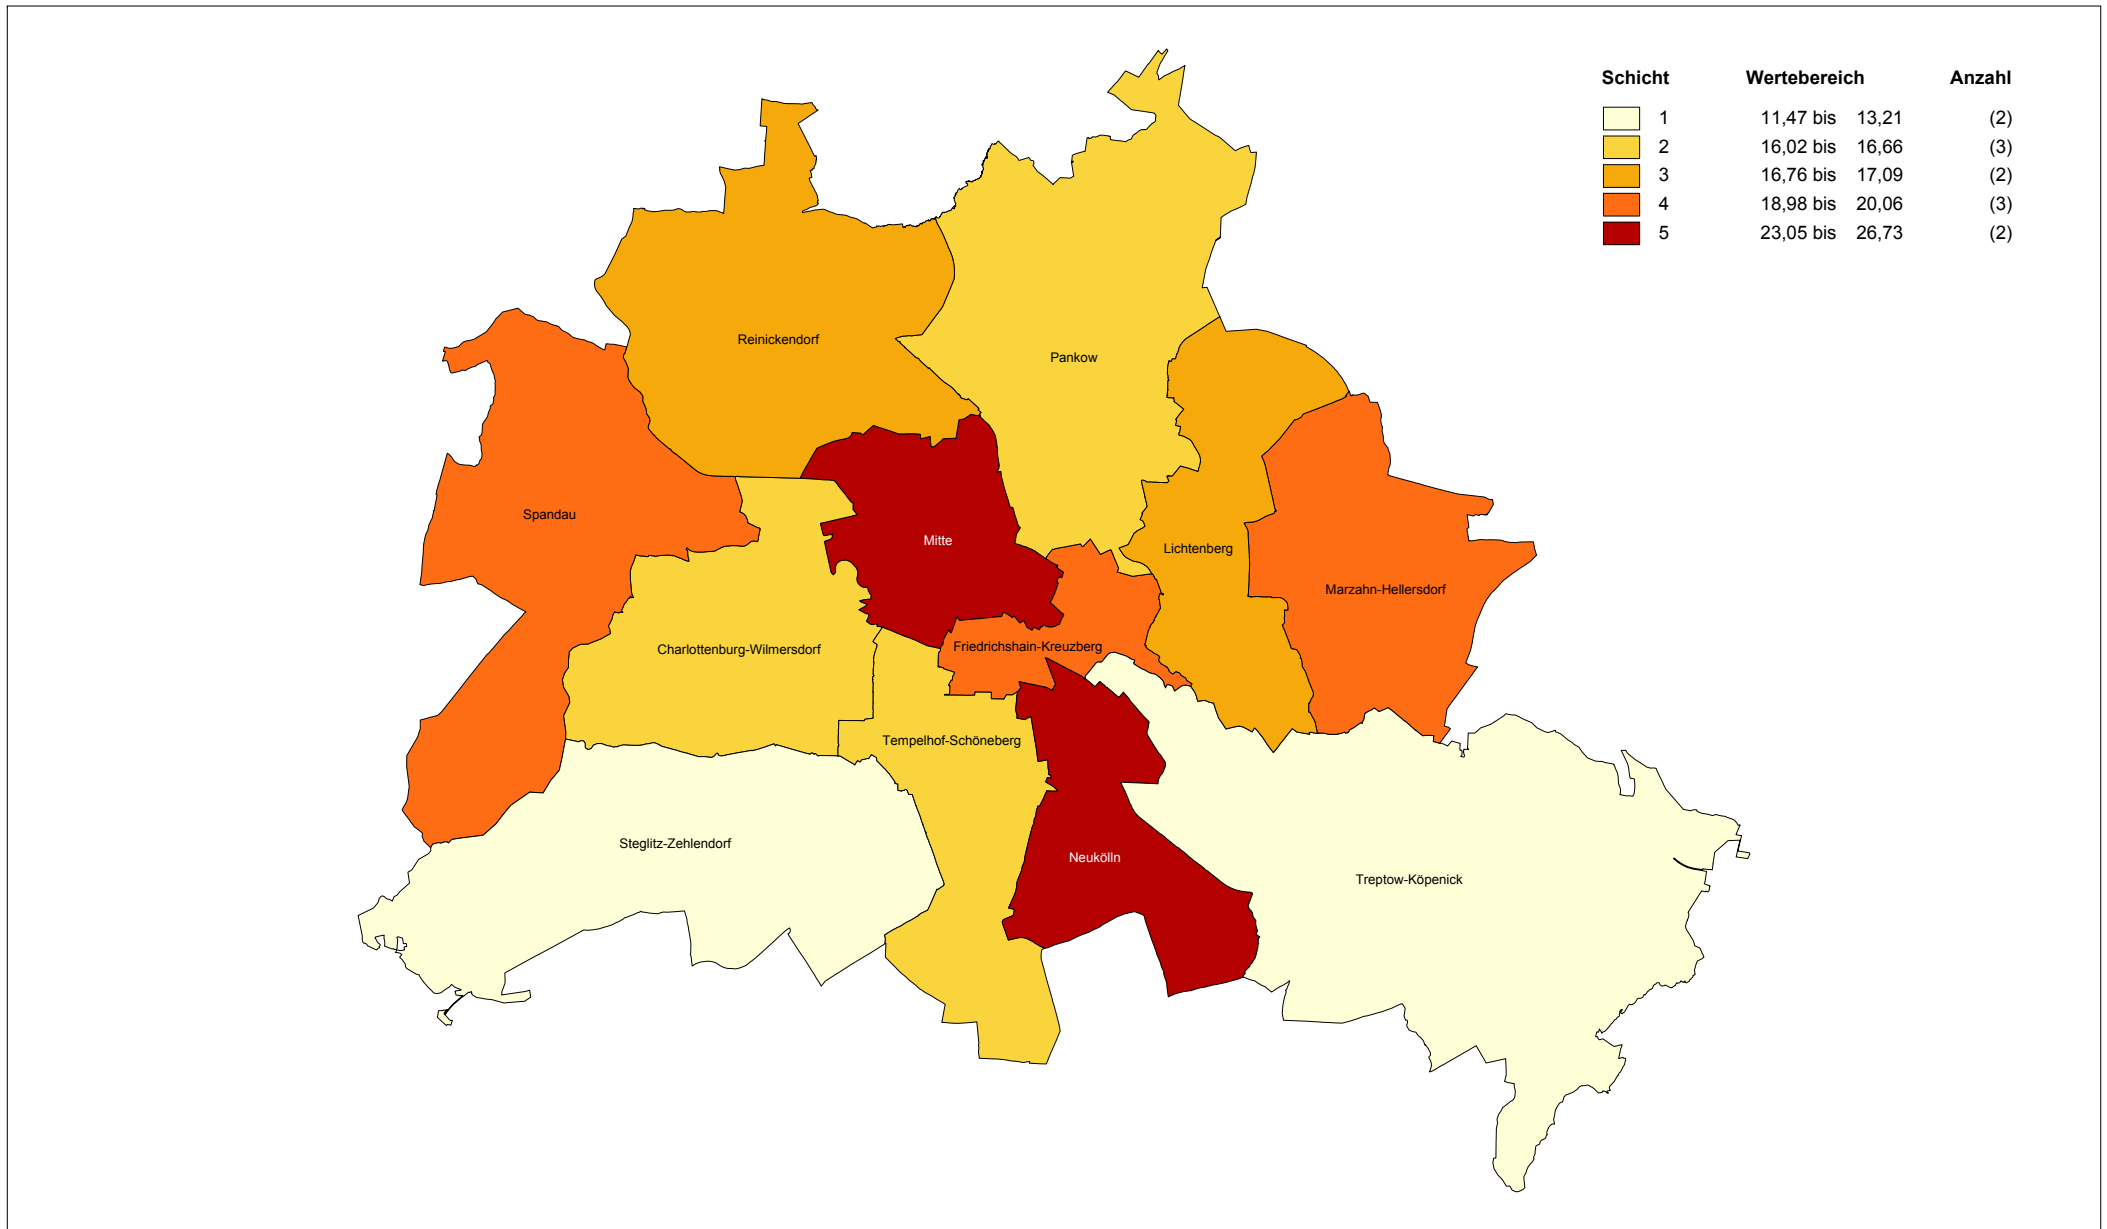 Schicht Wertebereich Anzahl
1 11,47 bis 13,21 (2)
2 16,02 bis 16,66 (3)
3 16,76 bis 17,09 (2)
4 18,98 bis 20,06 (3)
5 23,05 bis 26,73 (2)
Reinickendorf
Pankow
Spandau
Mitte
Lichtenberg
Marzahn-Hellersdorf
Charlottenburg-Wilmersdorf
Friedrichshain-Kreuzberg
Tempelhof-Schöneberg
Steglitz-Zehlendorf
Neukölln
Treptow-Köpenick